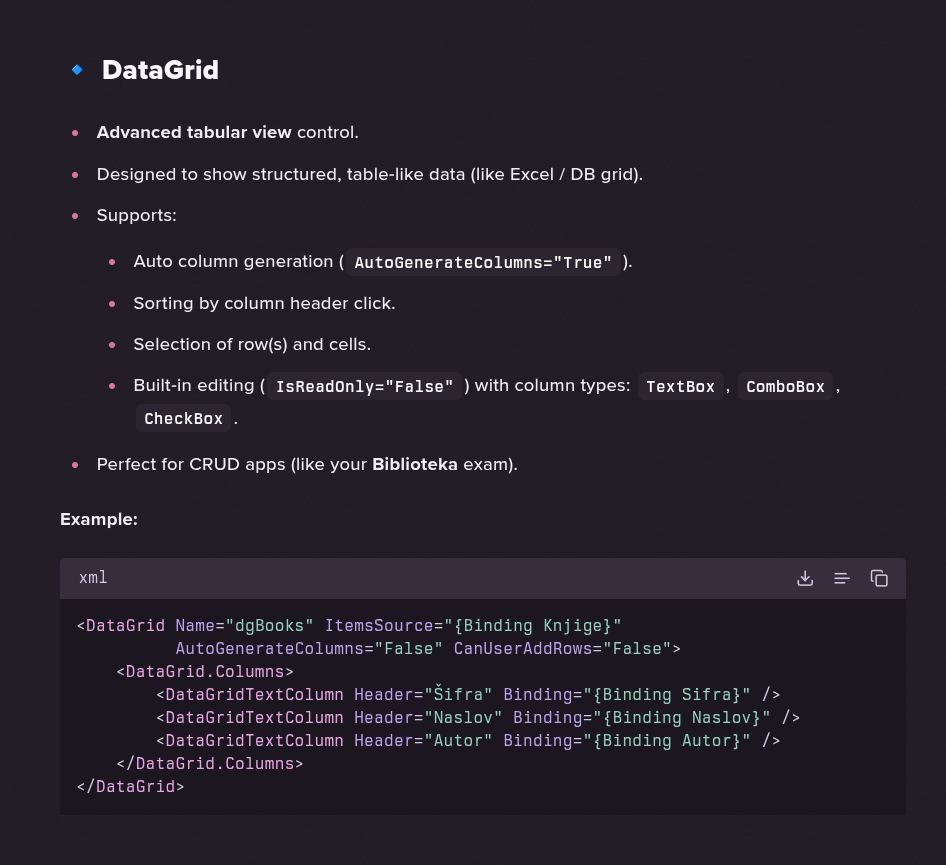 DataGrid
Advanced tabular view control.
Designed to show structured, table-like data (like Excel / DB grid).
Supports:
Auto column generation ( AutoGenerateColumns="True" ).
Sorting by column header click.
Selection of row(s) and cells.
Built-in editing ( IsReadOnly="False" ) with column types: TextBox , ComboBox ,
CheckBox .
Perfect for CRUD apps (like your Biblioteka exam).
Example:
xml
<DataGrid Name="dgBooks" ItemsSource="{Binding Knjige}"
          AutoGenerateColumns="False" CanUserAddRows="False">
    <DataGrid.Columns>
        <DataGridTextColumn Header="Šifra" Binding="{Binding Sifra}" />
        <DataGridTextColumn Header="Naslov" Binding="{Binding Naslov}" />
        <DataGridTextColumn Header="Autor" Binding="{Binding Autor}" />
    </DataGrid.Columns>
</DataGrid>